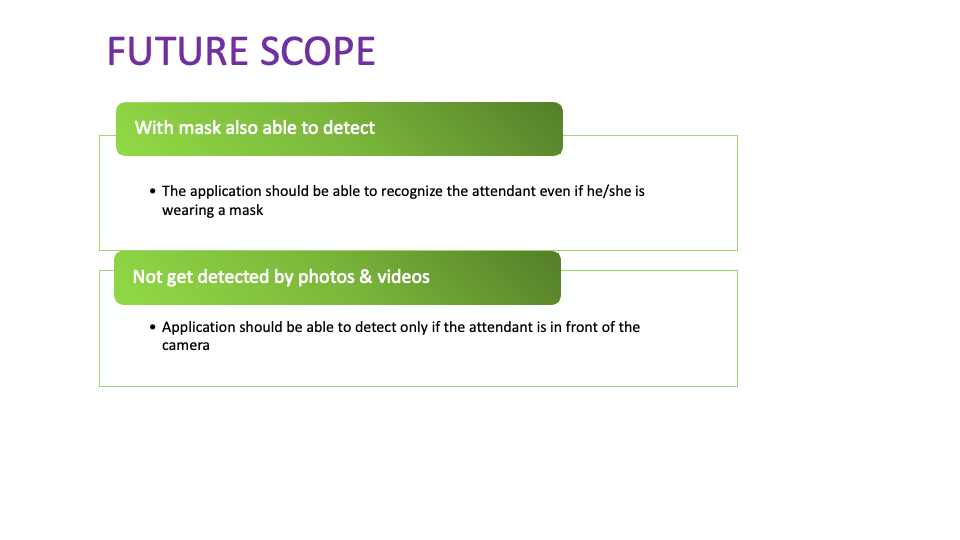 FUTURE SCOPE
With mask also able to detect
• The application should be able to recognize the attendant even if he/she is
wearing a mask
Not get detected by photos & videos
• Application should be able to detect only if the attendant is in front of the
camera